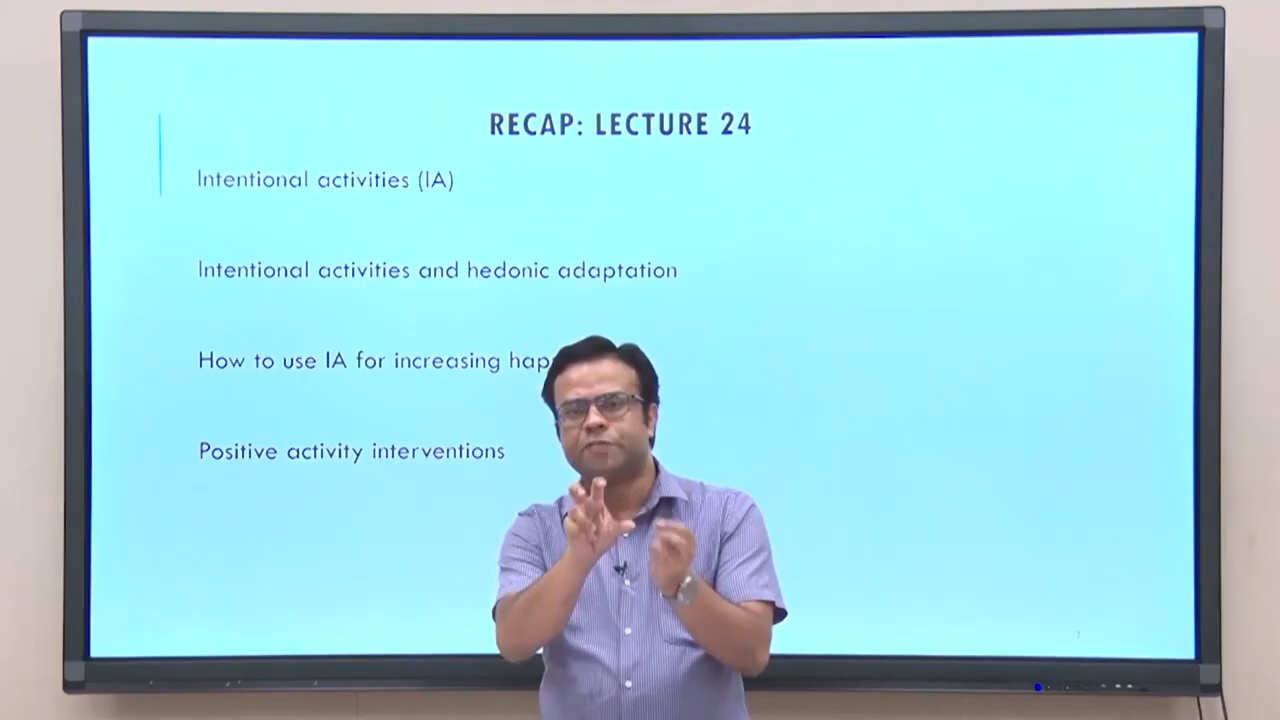 RECAP: LECTURE 24
Intentional activities (IA)
Intentional activities and hedonic adaptation
How to use IA for increasing
Positive activity interventions